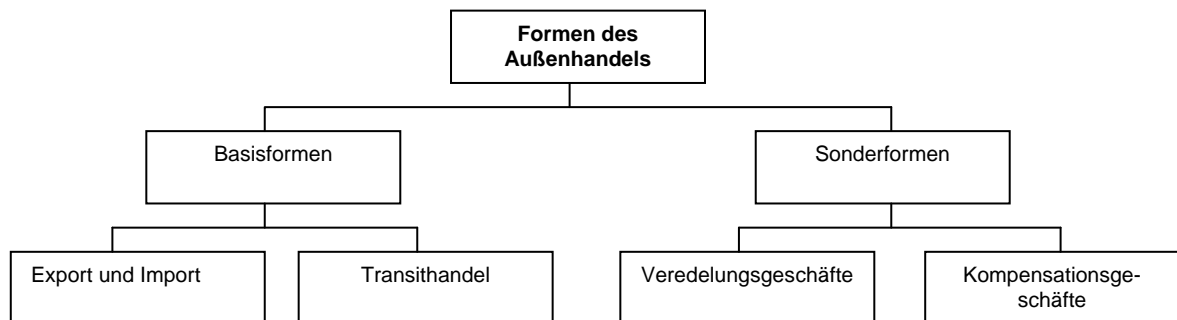 Formen des
Außenhandels
Basisformen
Sonderformen
Export und Import
Transithandel
Veredelungsgeschäfte
Kompensationsge-
schäfte